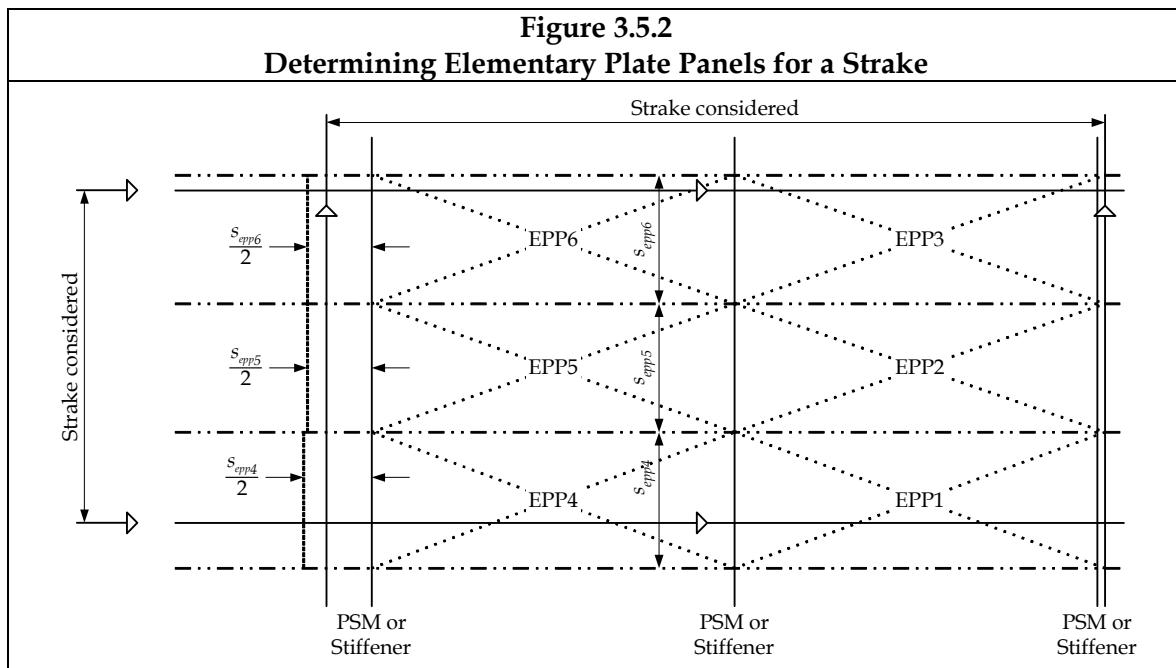 Figure 3.5.2
Determining Elementary Plate Panels for a Strake
Strake considered
Strake considered
s_epp6
2
EPP6
s_epp6
EPP3
s_epp5
2
EPP5
s_epp5
EPP2
s_epp4
2
EPP4
s_epp4
EPP1
PSM or
Stiffener
PSM or
Stiffener
PSM or
Stiffener